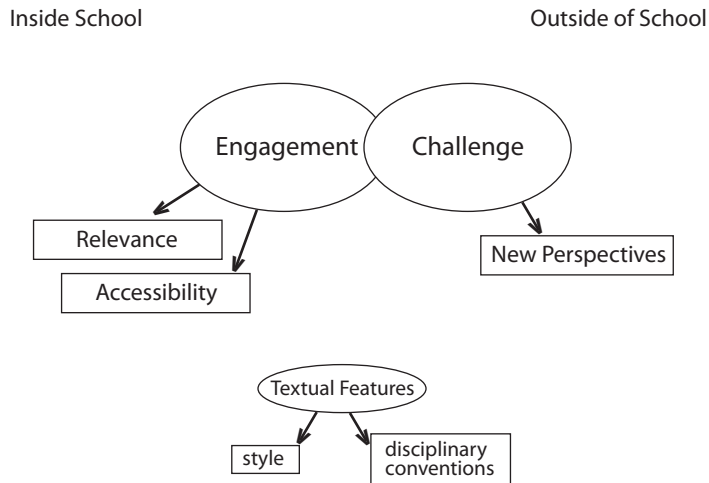 Inside School
Outside of School
Engagement
Challenge
Relevance
New Perspectives
Accessibility
Textual Features
style
disciplinary
conventions